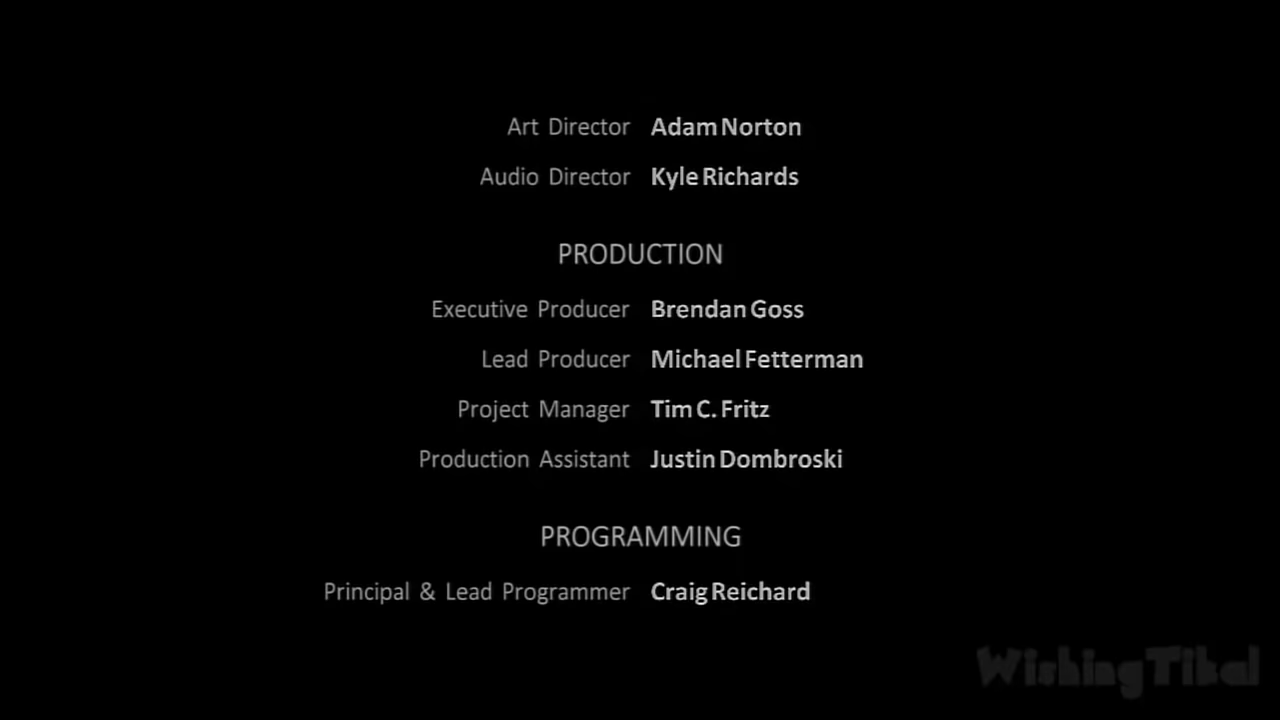 Art Director Adam Norton
Audio Director Kyle Richards
PRODUCTION
Executive Producer Brendan Goss
Lead Producer Michael Fetterman
Project Manager Tim C. Fritz
Production Assistant Justin Dombroski
PROGRAMMING
Principal & Lead Programmer Craig Reichard
WishingTikal